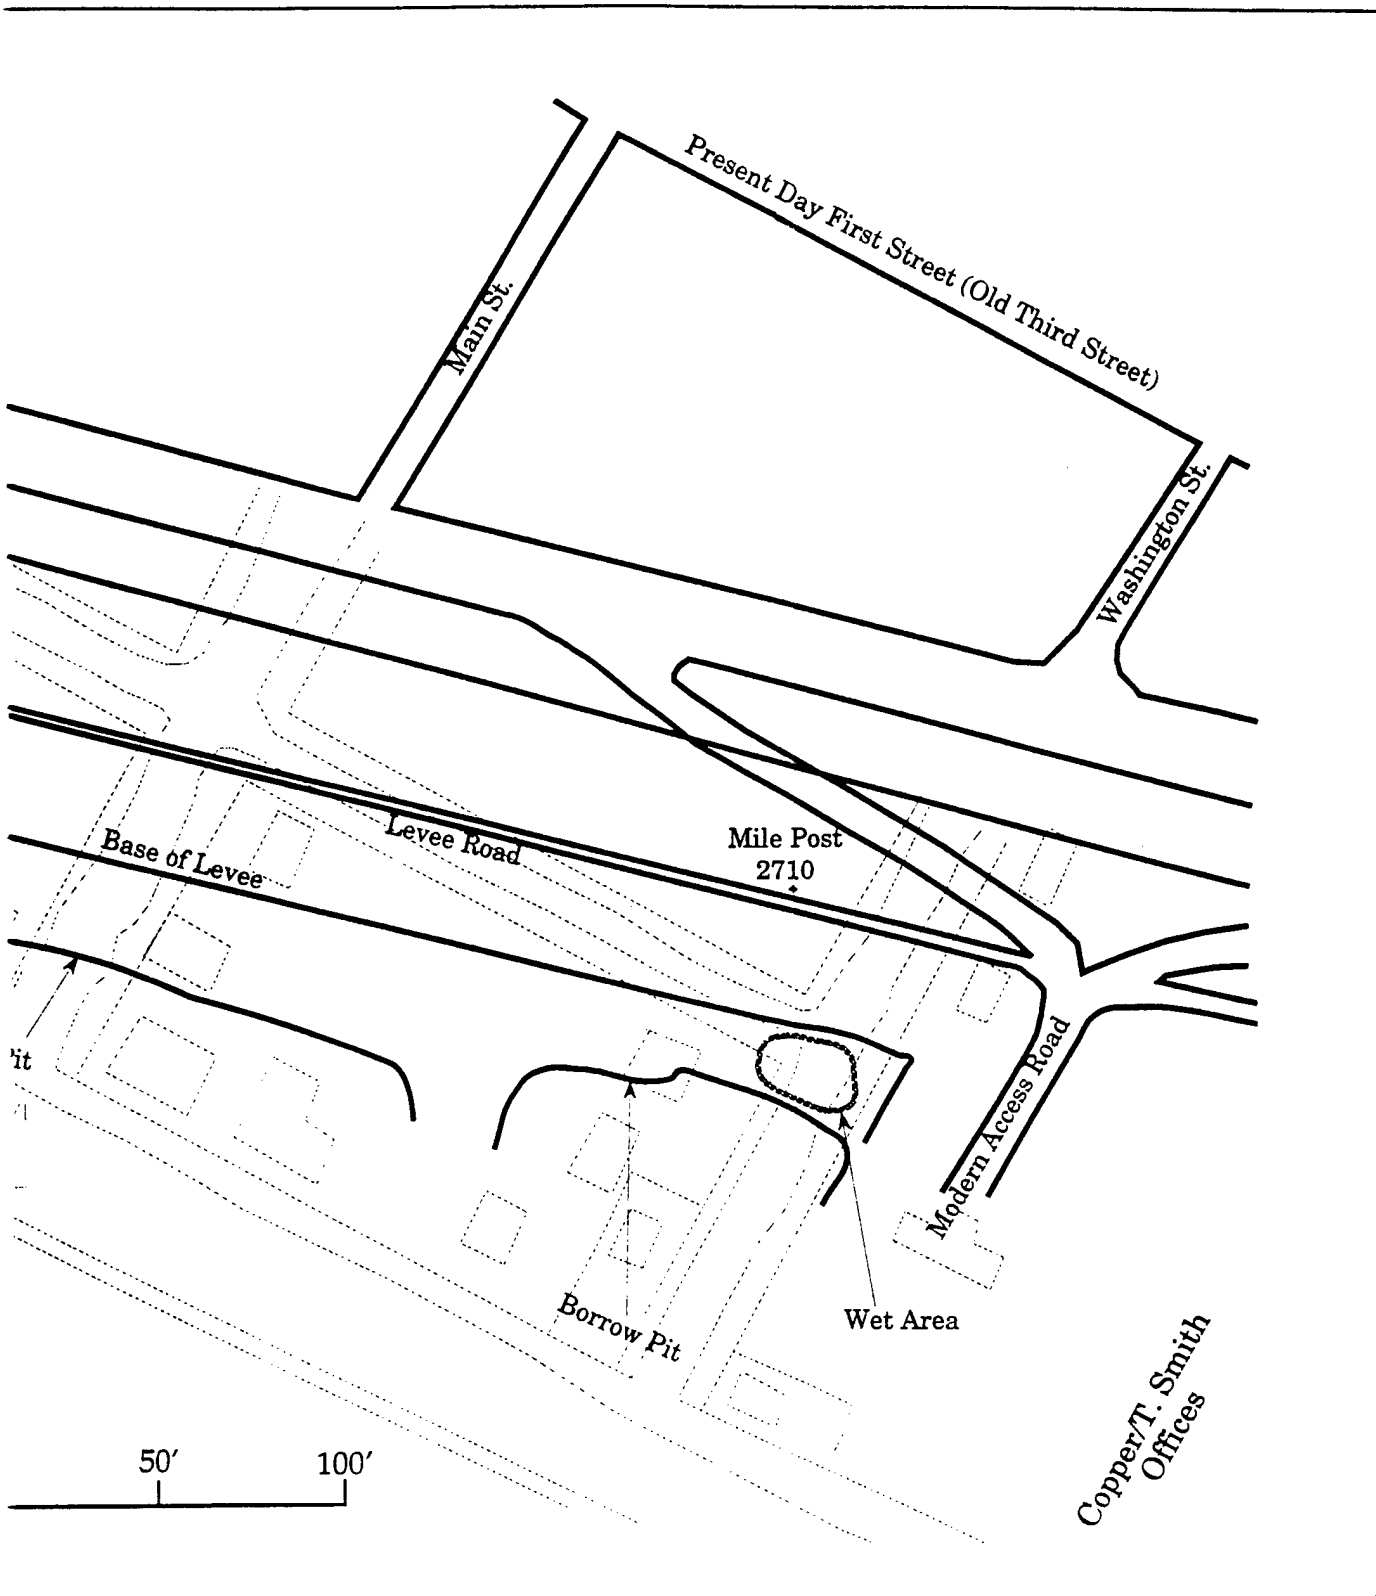 Present Day First Street (Old Third Street)
Main St.
Washington St.
Levee Road
Mile Post
2710
Base of Levee
Modern Access Road
Borrow Pit
Wet Area
Copper/T. Smith
Offices
50′ 100′